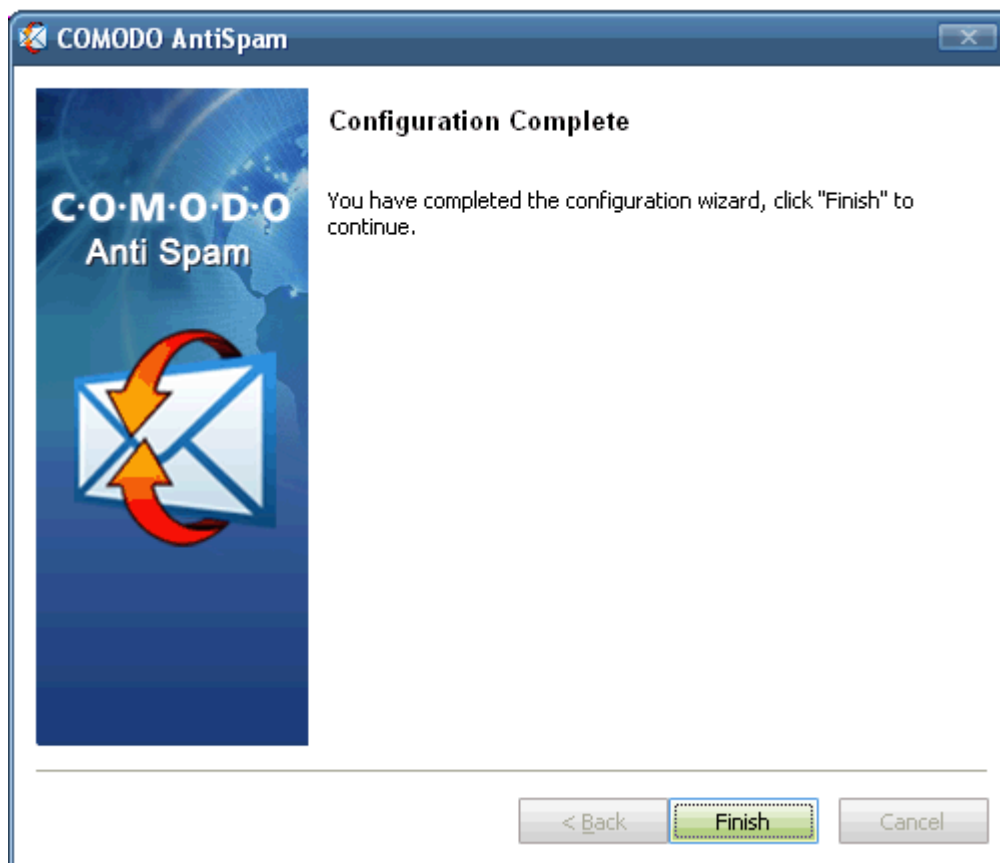 COMODO AntiSpam
C·O·M·O·D·O
Anti Spam
Configuration Complete
You have completed the configuration wizard, click "Finish" to
continue.
< Back
Finish
Cancel